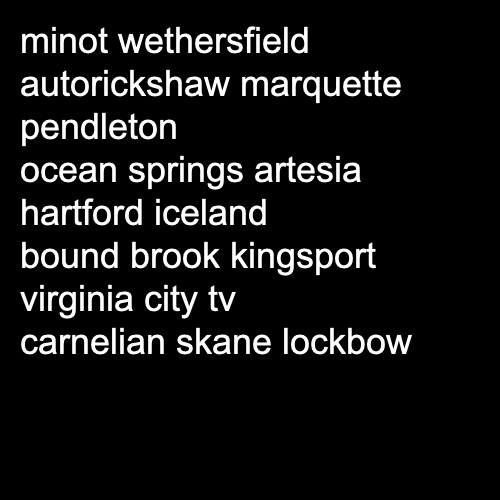 minot wethersfield
autorickshaw marquette
pendleton
ocean springs artesia
hartford iceland
bound brook kingsport
virginia city tv
carnelian skane lockbow